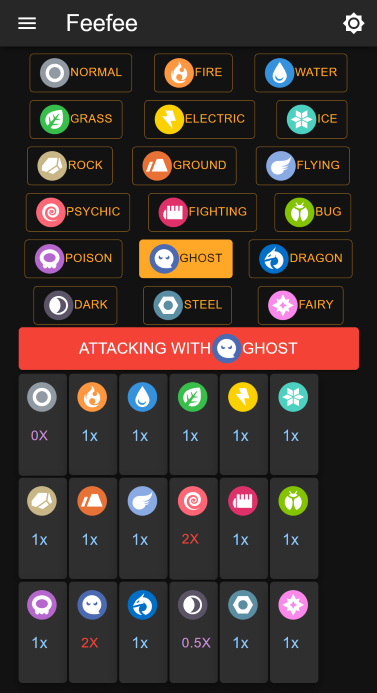 Feefee
NORMAL FIRE WATER
GRASS ELECTRIC ICE
ROCK GROUND FLYING
PSYCHIC FIGHTING BUG
POISON GHOST DRAGON
DARK STEEL FAIRY
ATTACKING WITH GHOST
0X 1x 1x 1x 1x 1x
1x 1x 1x 2X 1x 1x
1x 2X 1x 0.5X 1x 1x